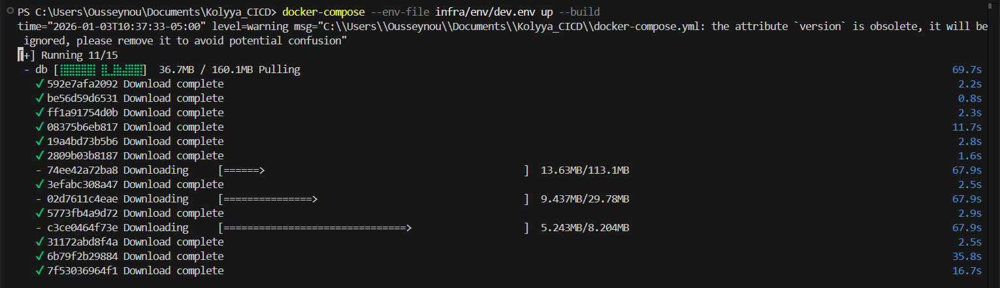 PS C:\Users\Ousseynou\Documents\Kolyya_CICD> docker-compose --env-file infra/env/dev.env up --build
time="2026-01-03T10:37:33-05:00" level=warning msg="C:\\Users\\Ousseynou\\Documents\\Kolyya_CICD\\docker-compose.yml: the attribute `version` is obsolete, it will be
ignored, please remove it to avoid potential confusion"
[+] Running 11/15
- db [⣿⣿⣿⣿⣿⣿ ⣿ ⣿⣦⣿⣿⣿] 36.7MB / 160.1MB Pulling 69.7s
✓ 592e7afa2092 Download complete 2.2s
✓ be56d59d6531 Download complete 0.8s
✓ ff1a91754d0b Download complete 2.3s
✓ 08375b6eb817 Download complete 11.7s
✓ 19a4bd73b5b6 Download complete 2.8s
✓ 2809b03b8187 Download complete 1.6s
- 74ee42a72ba8 Downloading [======> ] 13.63MB/113.1MB 67.9s
✓ 3efabc308a47 Download complete 2.5s
- 02d7611c4eae Downloading [===============> ] 9.437MB/29.78MB 67.9s
✓ 5773fb4a9d72 Download complete 2.9s
- c3ce0464f73e Downloading [===============================> ] 5.243MB/8.204MB 67.9s
✓ 31172abd8f4a Download complete 2.5s
✓ 6b79f2b29884 Download complete 35.8s
✓ 7f53036964f1 Download complete 16.7s